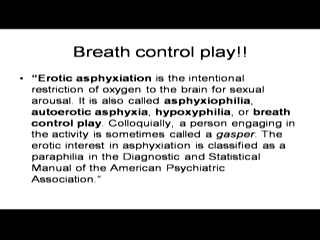 Breath control play!!
• "Erotic asphyxiation is the intentional
restriction of oxygen to the brain for sexual
arousal. It is also called asphyxiophilia,
autoerotic asphyxia, hypoxyphilia, or breath
control play. Colloquially, a person engaging in
the activity is sometimes called a gasper. The
erotic interest in asphyxiation is classified as a
paraphilia in the Diagnostic and Statistical
Manual of the American Psychiatric
Association."